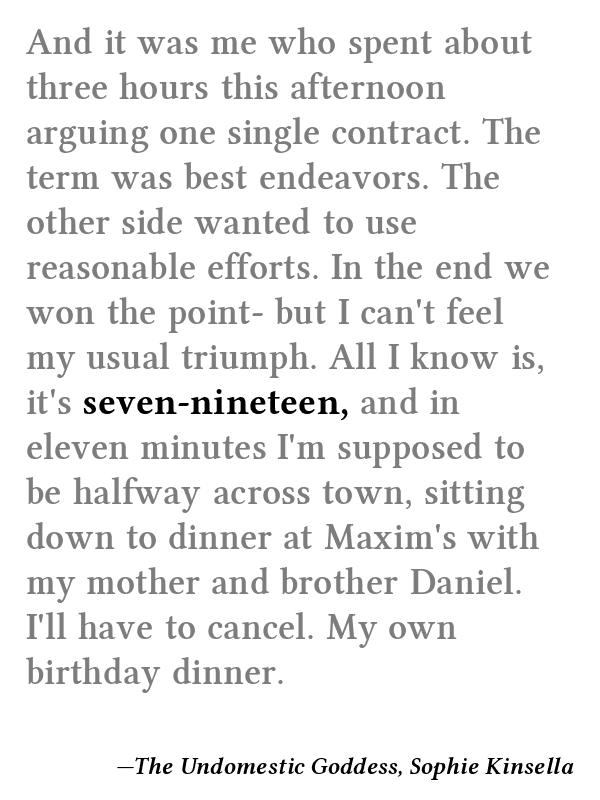 And it was me who spent about
three hours this afternoon
arguing one single contract. The
term was best endeavors. The
other side wanted to use
reasonable efforts. In the end we
won the point- but I can't feel
my usual triumph. All I know is,
it's seven-nineteen, and in
eleven minutes I'm supposed to
be halfway across town, sitting
down to dinner at Maxim's with
my mother and brother Daniel.
I'll have to cancel. My own
birthday dinner.
—The Undomestic Goddess, Sophie Kinsella